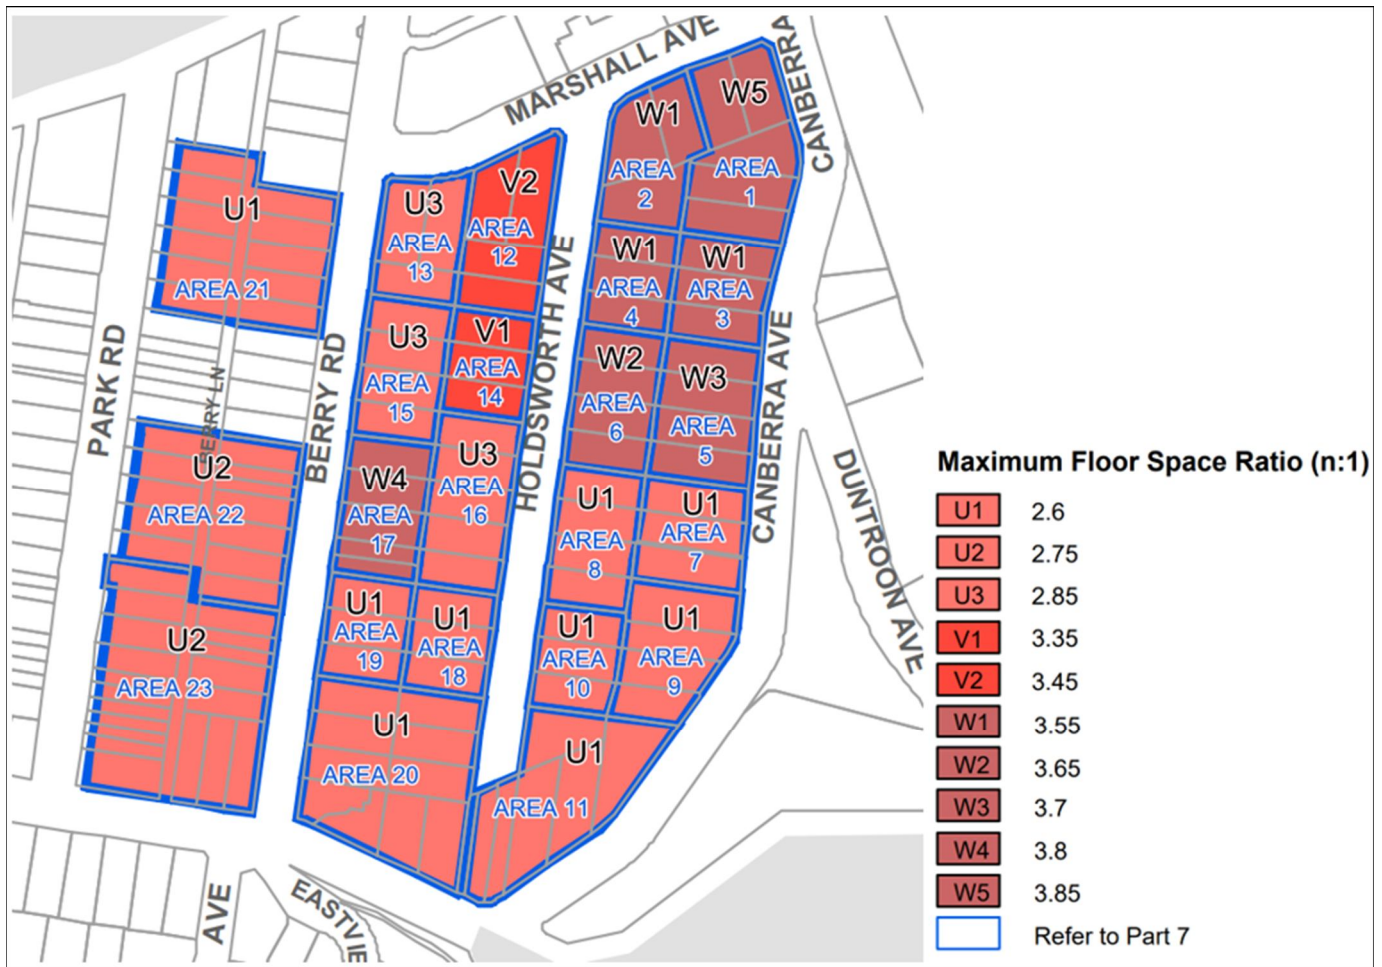 MARSHALL AVE
CANBERRA
W5
W1
AREA
2
AREA
1
V2
U3
U1
AREA
12
AREA
13
W1
AREA
4
W1
AREA
3
AREA 21
HOLDSWORTH AVE
CANBERRA AVE
PARK RD
BERRY LN
BERRY RD
U3
AREA
15
V1
AREA
14
W2
AREA
6
W3
AREA
5
U2
AREA 22
W4
AREA
17
U3
AREA
16
U1
AREA
8
U1
AREA
7
DUNTROON AVE
U2
AREA 23
U1
AREA
19
U1
AREA
18
U1
AREA
10
U1
AREA
9
U1
AREA 20
U1
AREA 11
AVE
EASTVIE
Maximum Floor Space Ratio (n:1)
U1 2.6
U2 2.75
U3 2.85
V1 3.35
V2 3.45
W1 3.55
W2 3.65
W3 3.7
W4 3.8
W5 3.85
Refer to Part 7